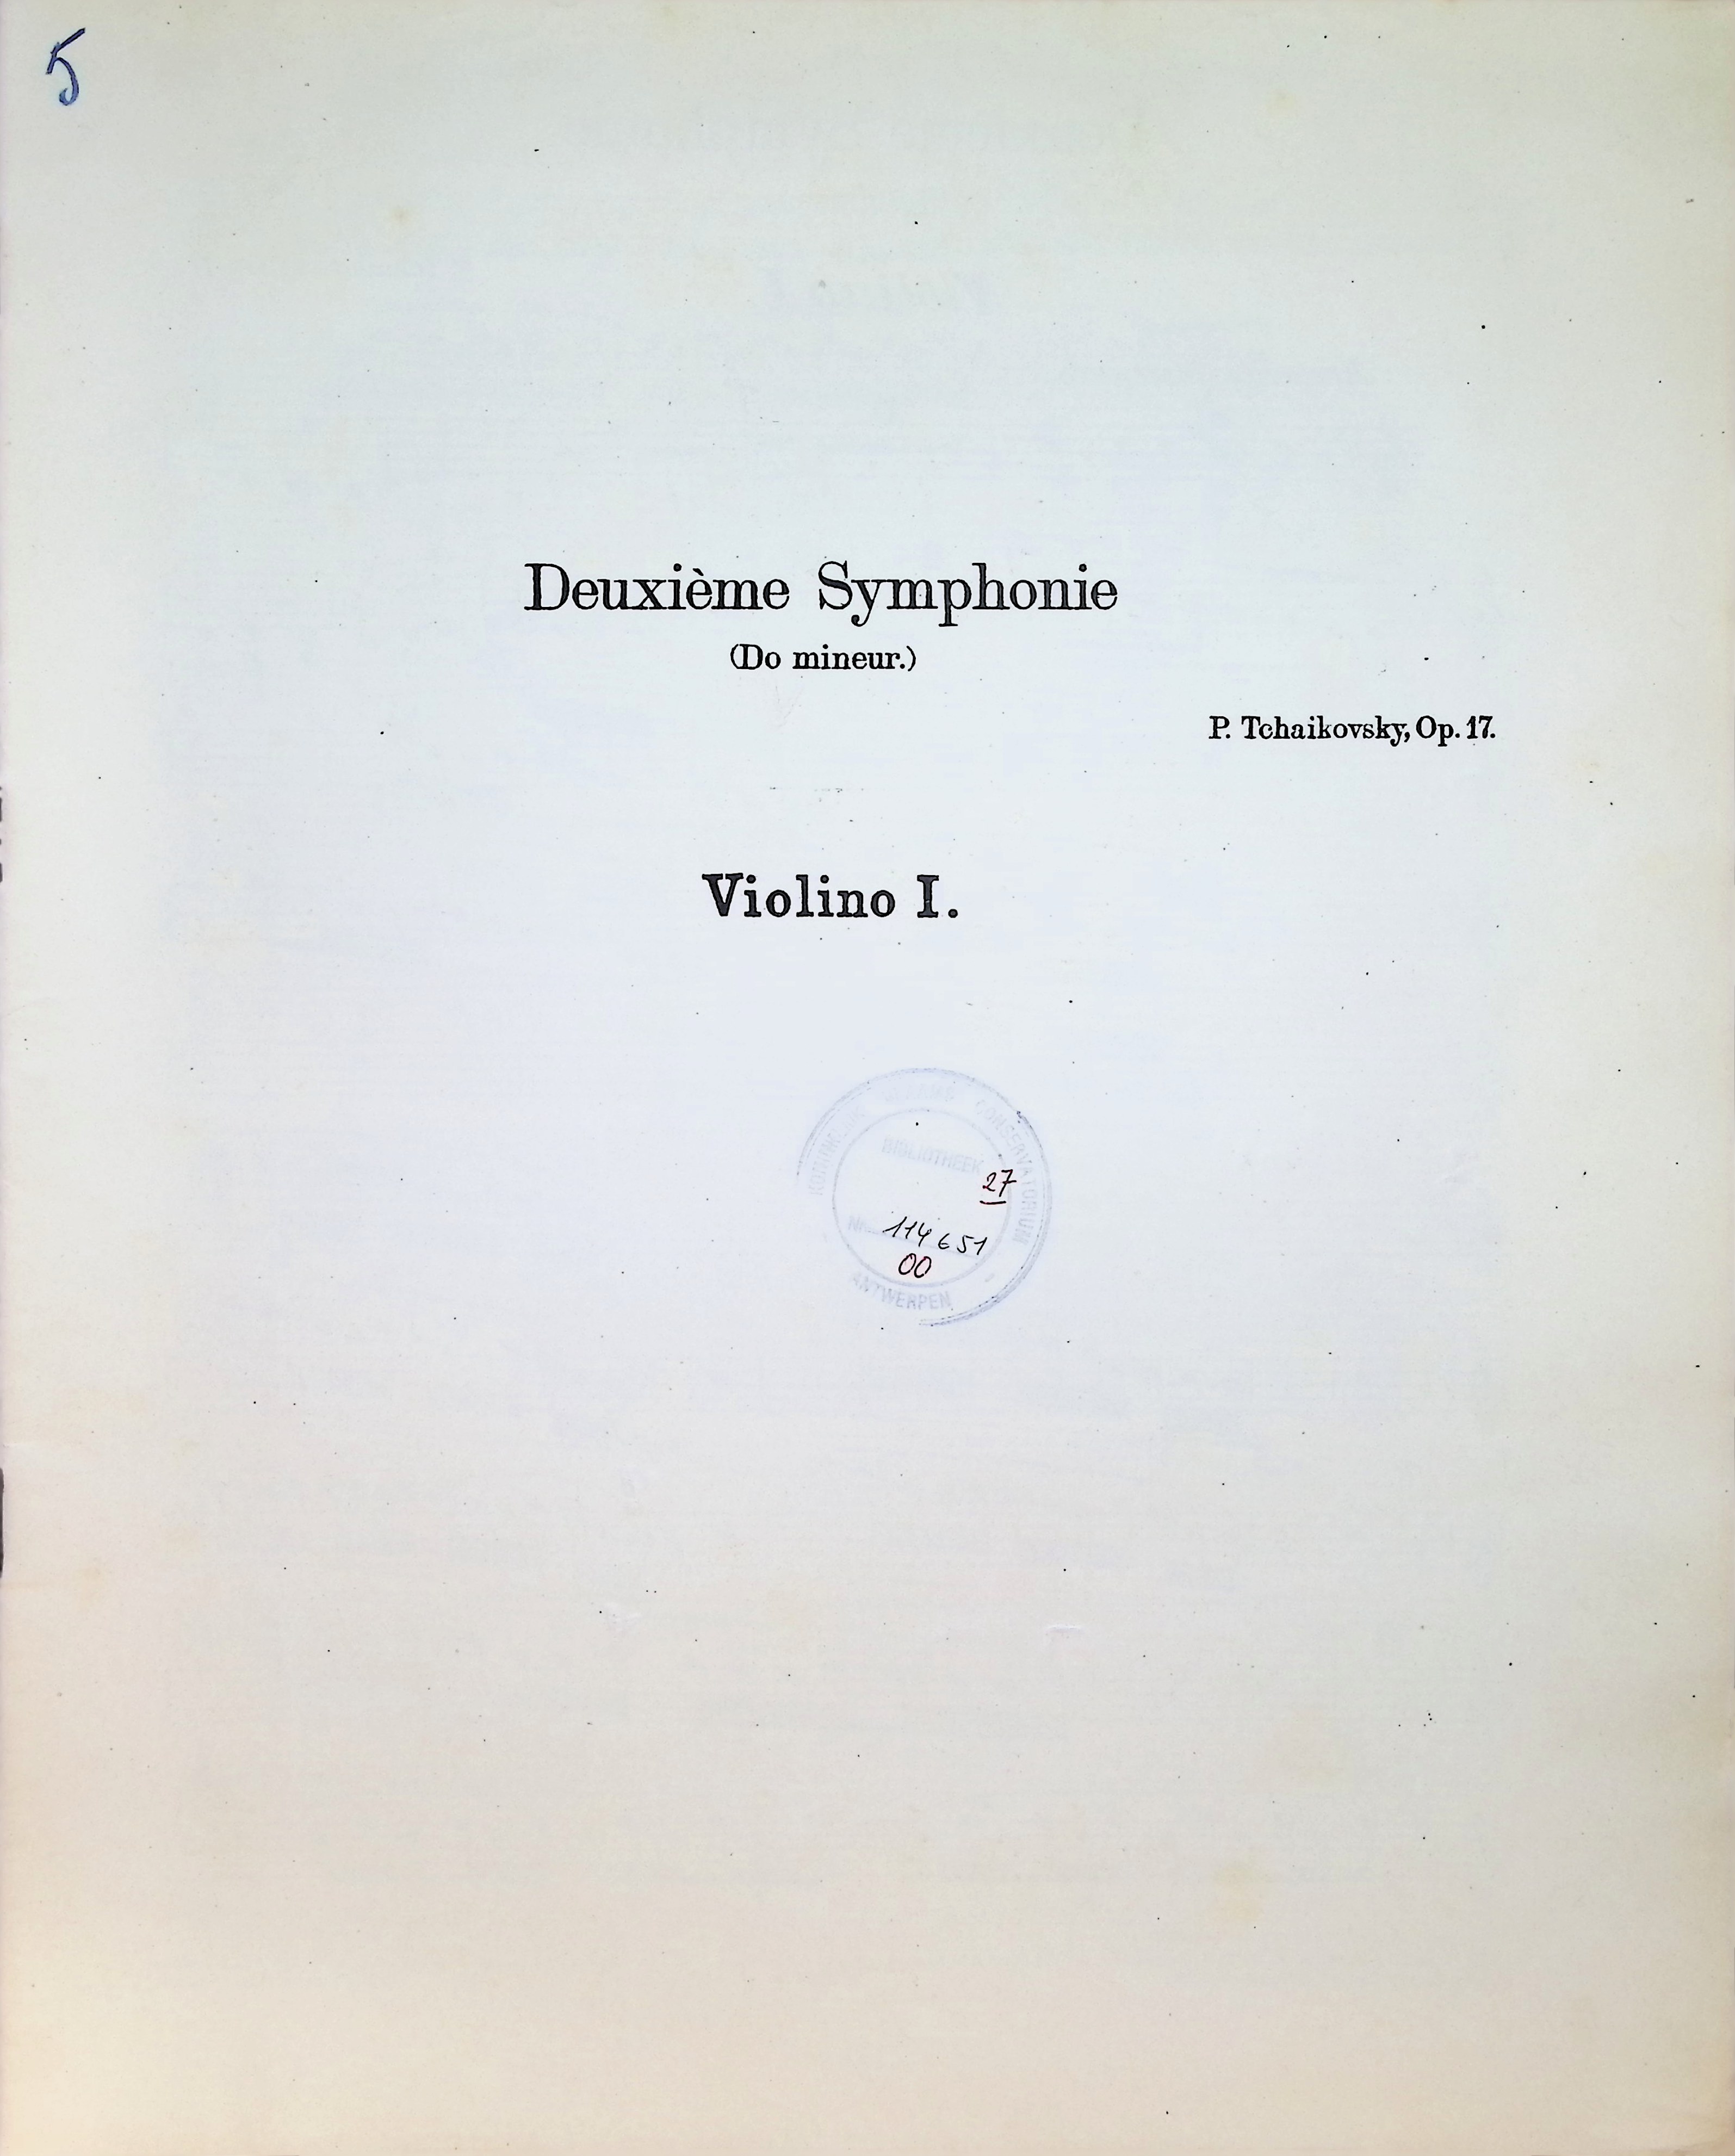 5
Deuxième Symphonie
(Do mineur.)
P. Tchaikovsky, Op. 17.
Violino I.
KONINKLIJK VLAAMS CONSERVATORIUM
BIBLIOTHEEK
27
Nr. 114651
00
ANTWERPEN